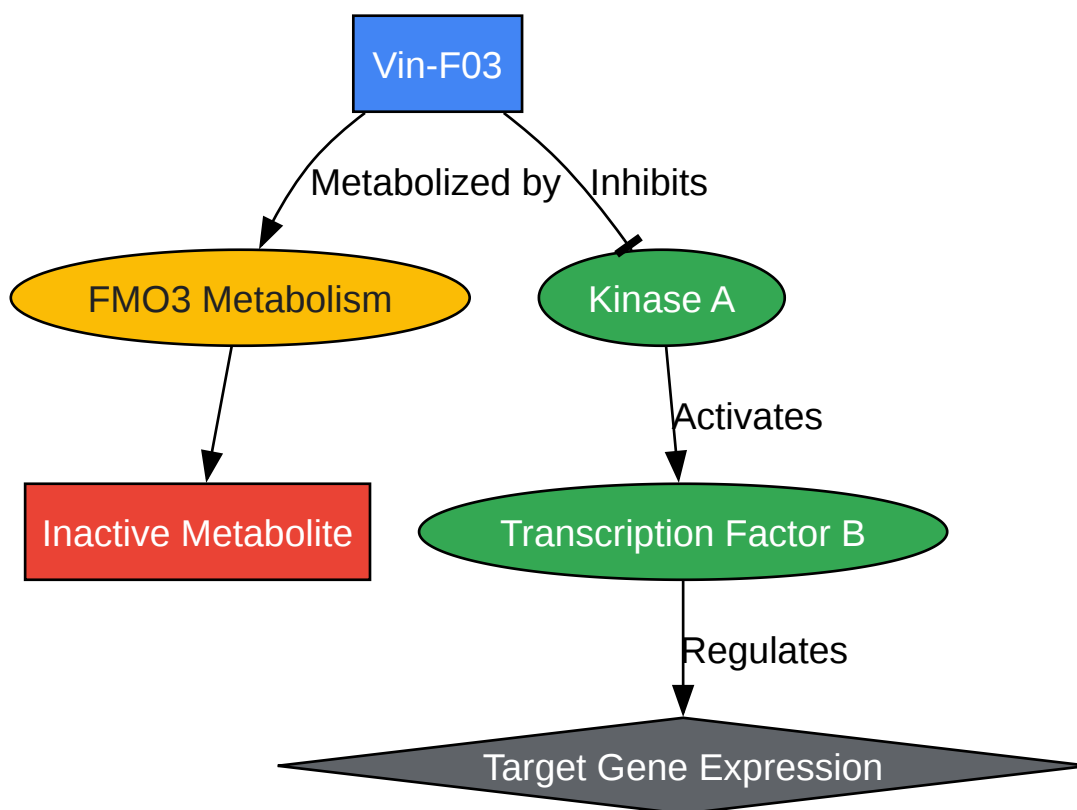 Vin-F03
Metabolized by
Inhibits
FMO3 Metabolism
Kinase A
Activates
Inactive Metabolite
Transcription Factor B
Regulates
Target Gene Expression